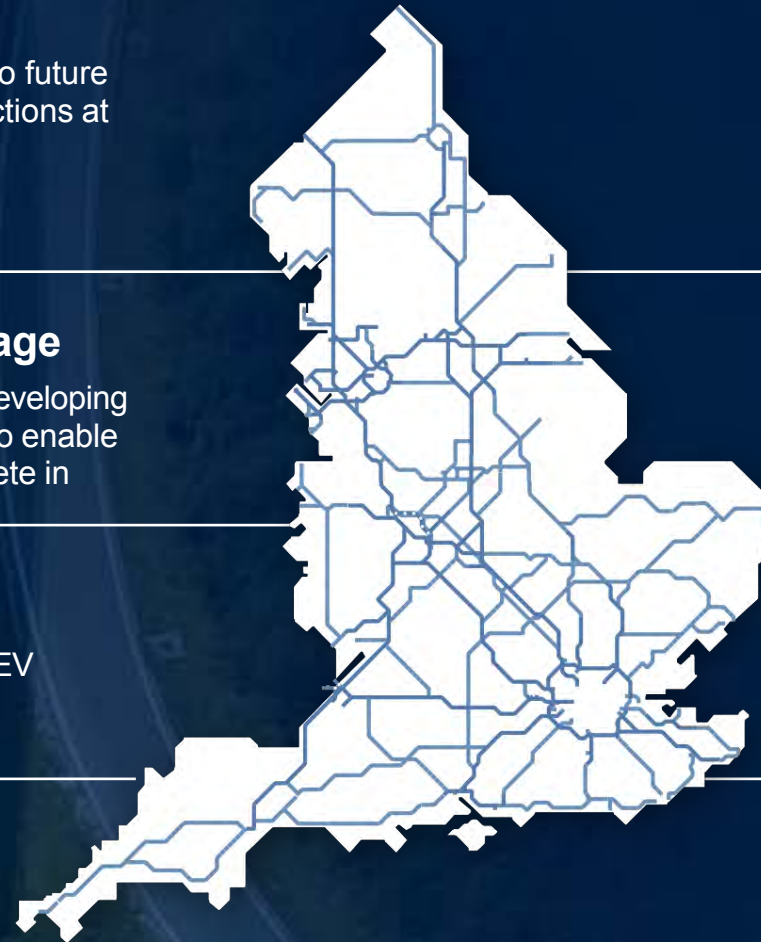 o future
ctions at
age
eveloping
o enable
ete in
EV